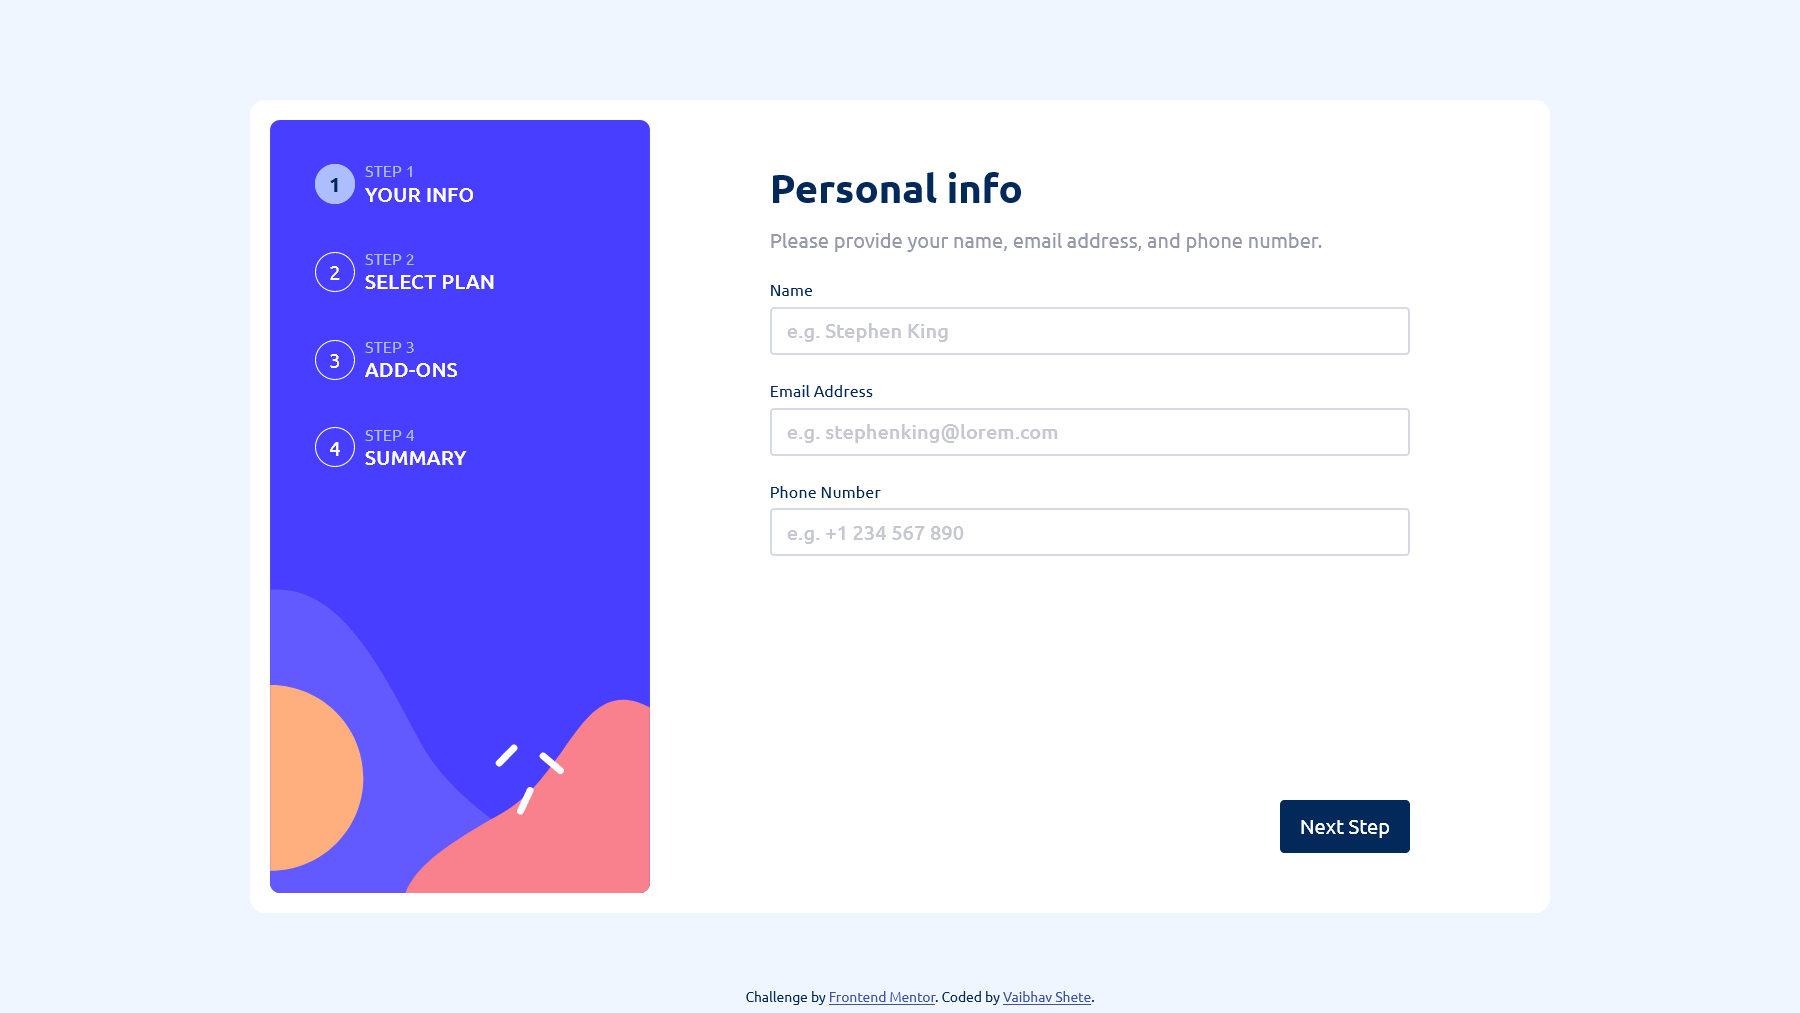 1
STEP 1
YOUR INFO
2
STEP 2
SELECT PLAN
3
STEP 3
ADD-ONS
4
STEP 4
SUMMARY
Personal info
Please provide your name, email address, and phone number.
Name
e.g. Stephen King
Email Address
e.g. stephenking@lorem.com
Phone Number
e.g. +1 234 567 890
Next Step
Challenge by Frontend Mentor. Coded by Vaibhav Shete.